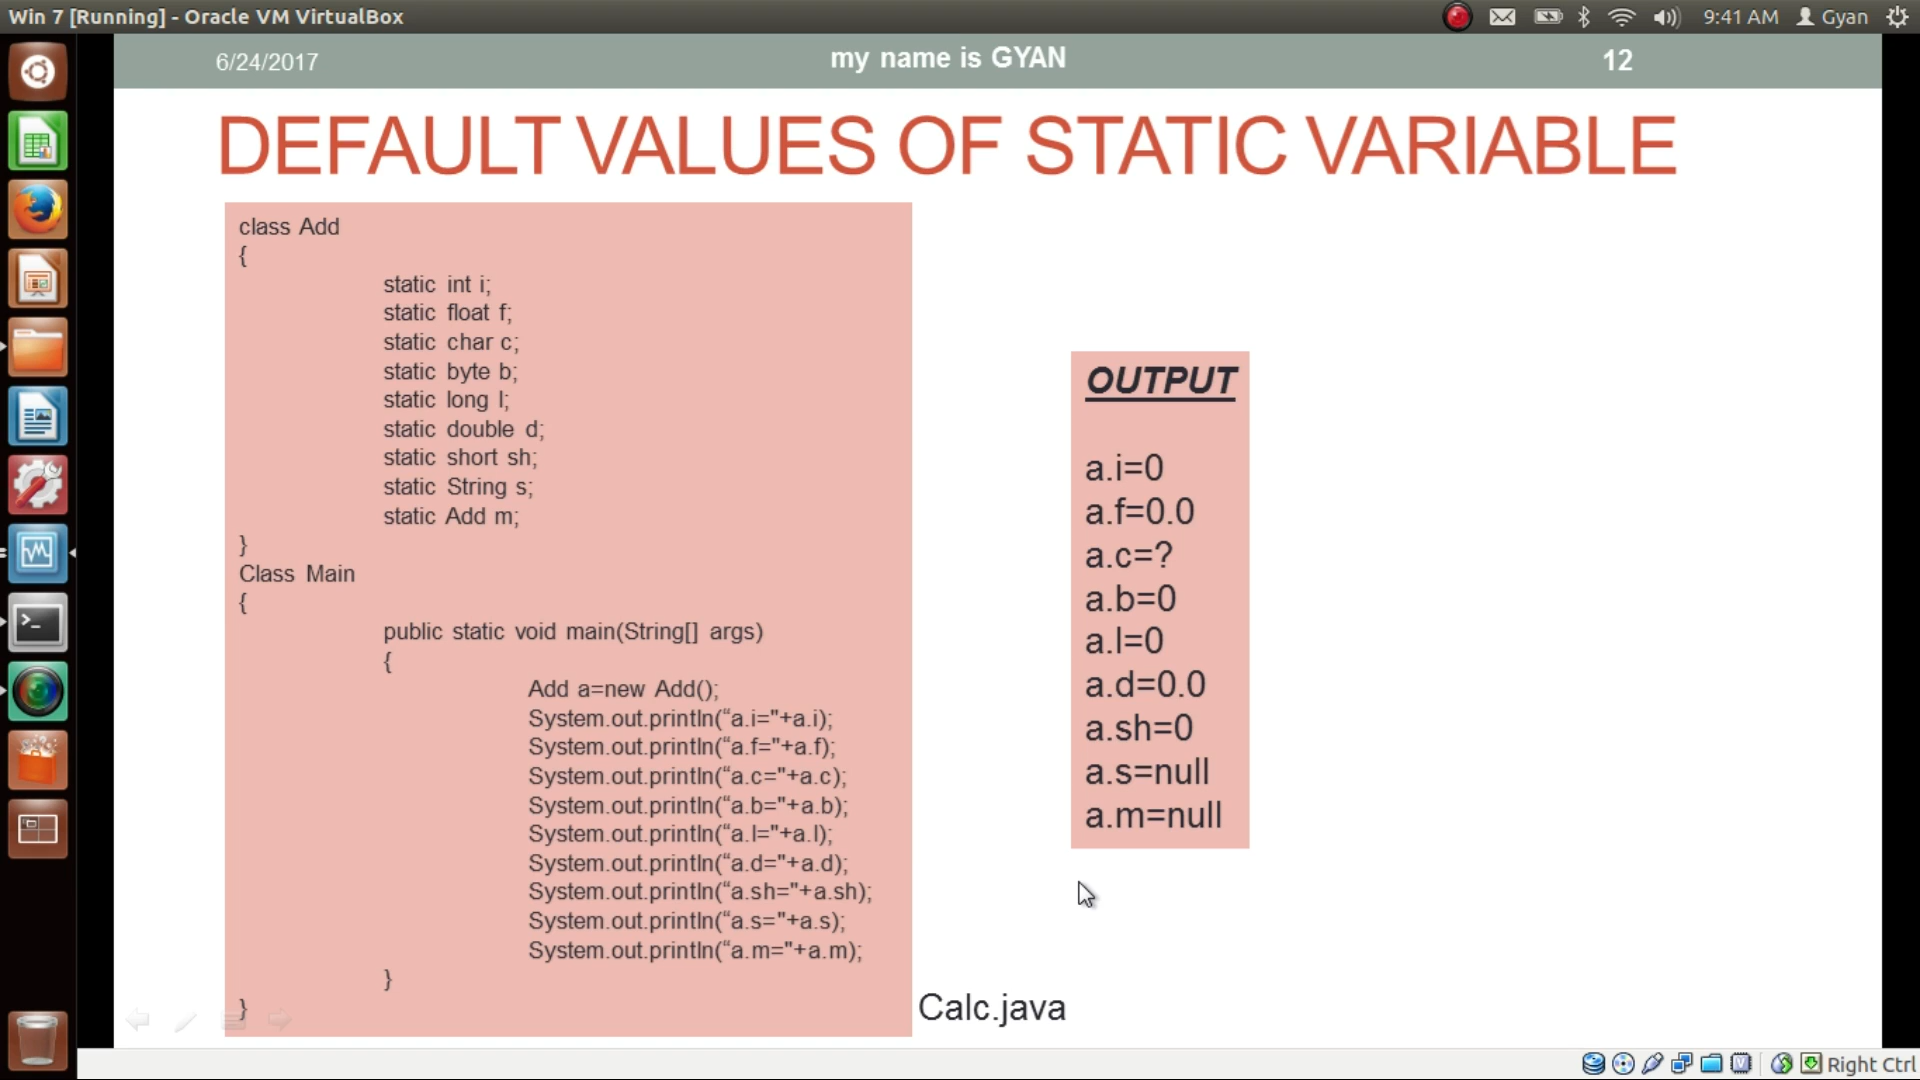 Win 7 [Running] - Oracle VM VirtualBox
9:41 AM Gyan
6/24/2017
my name is GYAN
12
DEFAULT VALUES OF STATIC VARIABLE
class Add
{
static int i;
static float f;
static char c;
static byte b;
static long l;
static double d;
static short sh;
static String s;
static Add m;
}
Class Main
{
public static void main(String[] args)
{
Add a=new Add();
System.out.println(“a.i="+a.i);
System.out.println(“a.f="+a.f);
System.out.println(“a.c="+a.c);
System.out.println(“a.b="+a.b);
System.out.println(“a.l="+a.l);
System.out.println(“a.d="+a.d);
System.out.println(“a.sh="+a.sh);
System.out.println(“a.s="+a.s);
System.out.println(“a.m="+a.m);
}
}
OUTPUT
a.i=0
a.f=0.0
a.c=?
a.b=0
a.l=0
a.d=0.0
a.sh=0
a.s=null
a.m=null
Calc.java
Right Ctrl